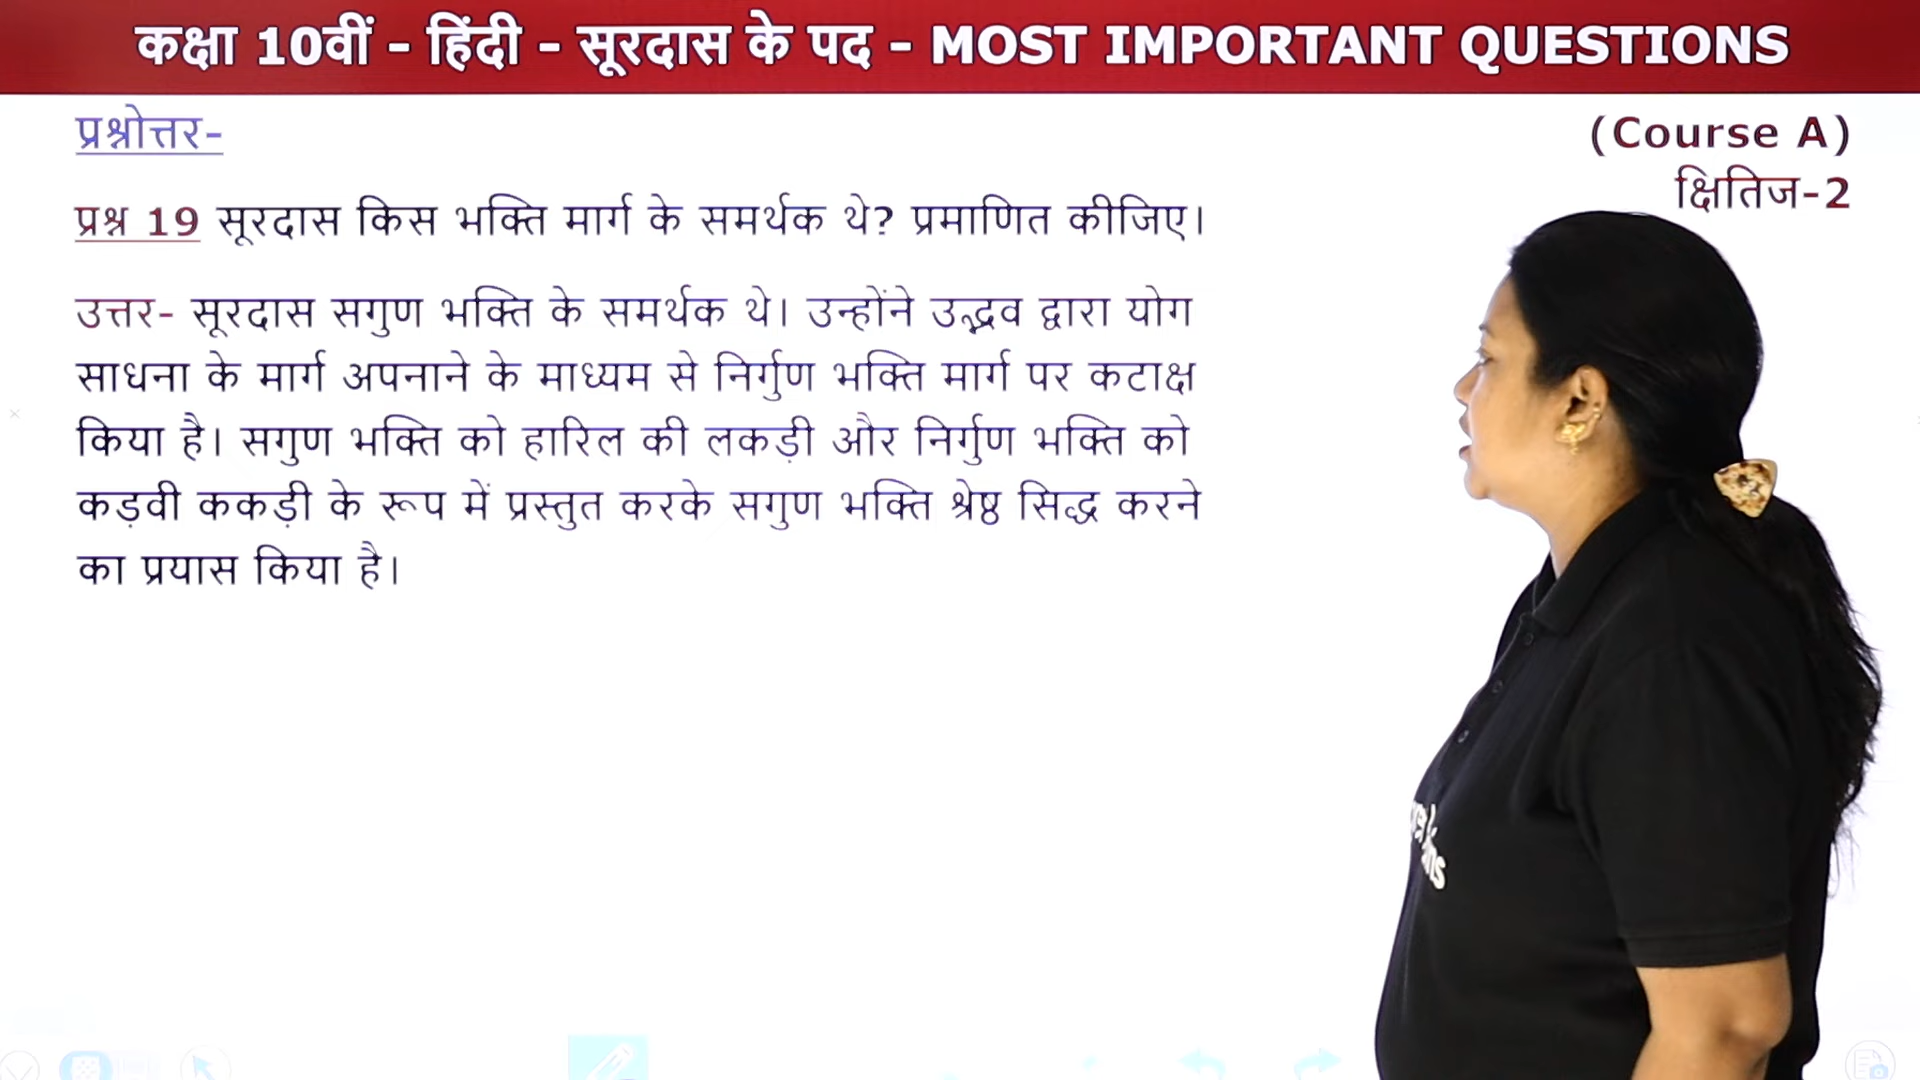 कक्षा 10वीं - हिंदी - सूरदास के पद - MOST IMPORTANT QUESTIONS
प्रश्नोत्तर-
(Course A)
क्षितिज-2
प्रश्न 19 सूरदास किस भक्ति मार्ग के समर्थक थे? प्रमाणित कीजिए।
उत्तर- सूरदास सगुण भक्ति के समर्थक थे। उन्होंने उद्धव द्वारा योग
साधना के मार्ग अपनाने के माध्यम से निर्गुण भक्ति मार्ग पर कटाक्ष
किया है। सगुण भक्ति को हारिल की लकड़ी और निर्गुण भक्ति को
कड़वी ककड़ी के रूप में प्रस्तुत करके सगुण भक्ति श्रेष्ठ सिद्ध करने
का प्रयास किया है।